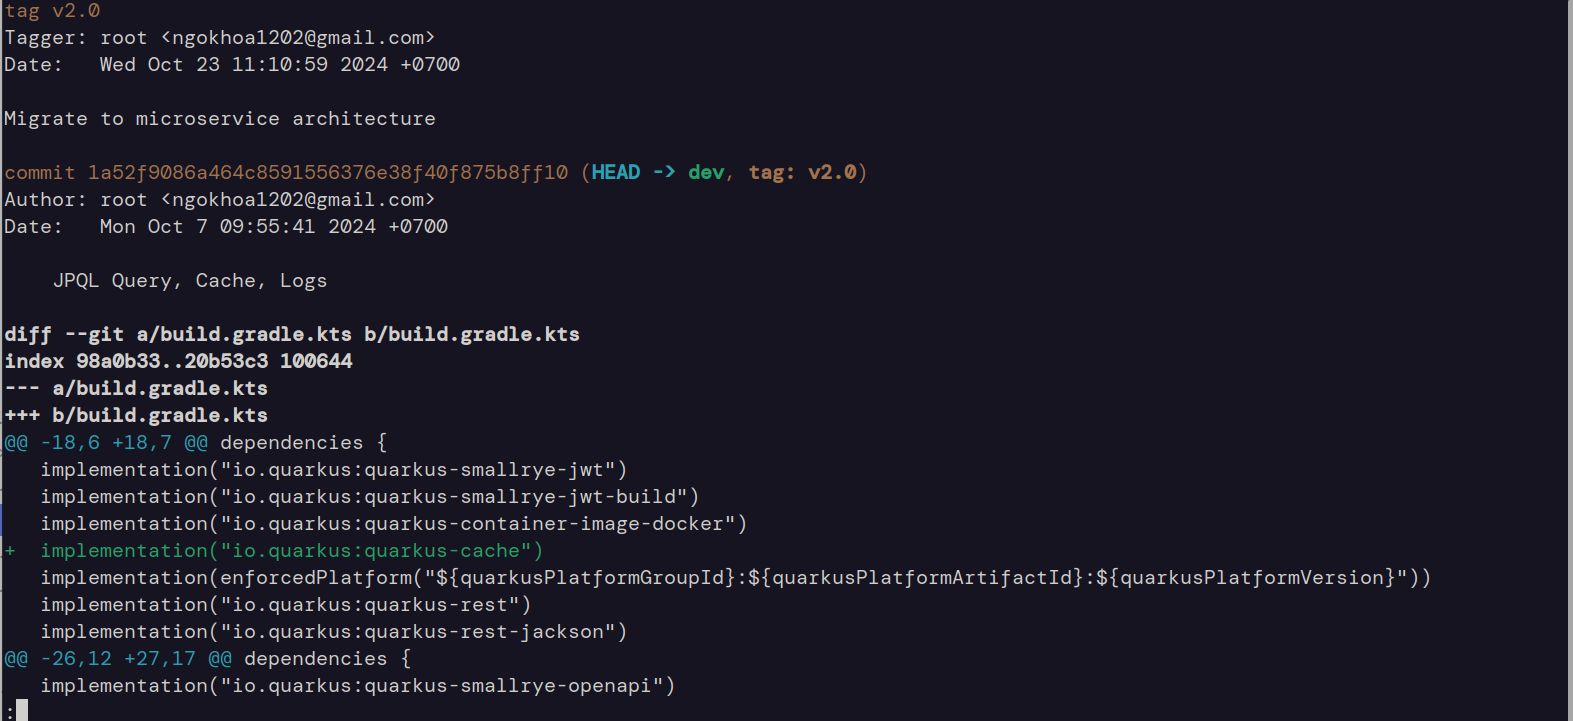 tag v2.0
Tagger: root <ngokhoa1202@gmail.com>
Date:   Wed Oct 23 11:10:59 2024 +0700
Migrate to microservice architecture
commit 1a52f9086a464c8591556376e38f40f875b8ff10 (HEAD -> dev, tag: v2.0)
Author: root <ngokhoa1202@gmail.com>
Date:   Mon Oct 7 09:55:41 2024 +0700
    JPQL Query, Cache, Logs
diff --git a/build.gradle.kts b/build.gradle.kts
index 98a0b33..20b53c3 100644
--- a/build.gradle.kts
+++ b/build.gradle.kts
@@ -18,6 +18,7 @@ dependencies {
   implementation("io.quarkus:quarkus-smallrye-jwt")
   implementation("io.quarkus:quarkus-smallrye-jwt-build")
   implementation("io.quarkus:quarkus-container-image-docker")
+  implementation("io.quarkus:quarkus-cache")
   implementation(enforcedPlatform("${quarkusPlatformGroupId}:${quarkusPlatformArtifactId}:${quarkusPlatformVersion}"))
   implementation("io.quarkus:quarkus-rest")
   implementation("io.quarkus:quarkus-rest-jackson")
@@ -26,12 +27,17 @@ dependencies {
   implementation("io.quarkus:quarkus-smallrye-openapi")
: